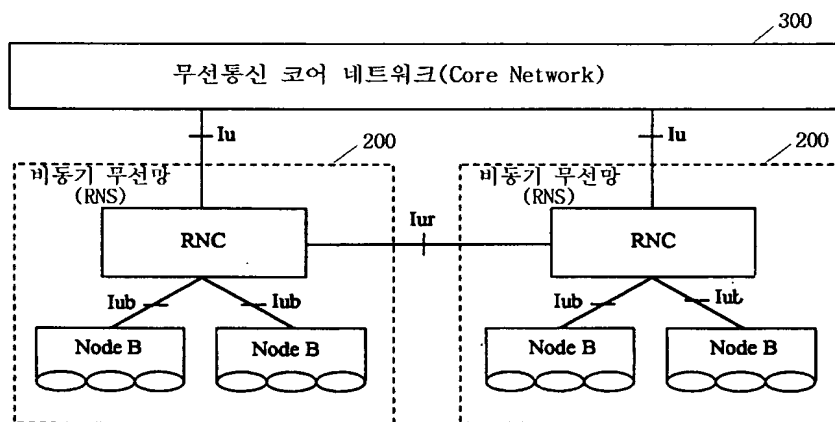 300
무선통신 코어 네트워크(Core Network)
Iu
200
Iu
200
비동기 무선망
(RNS)
비동기 무선망
(RNS)
RNC
Iur
RNC
Iub
Iub
Iub
Iut
Node B
Node B
Node B
Node B